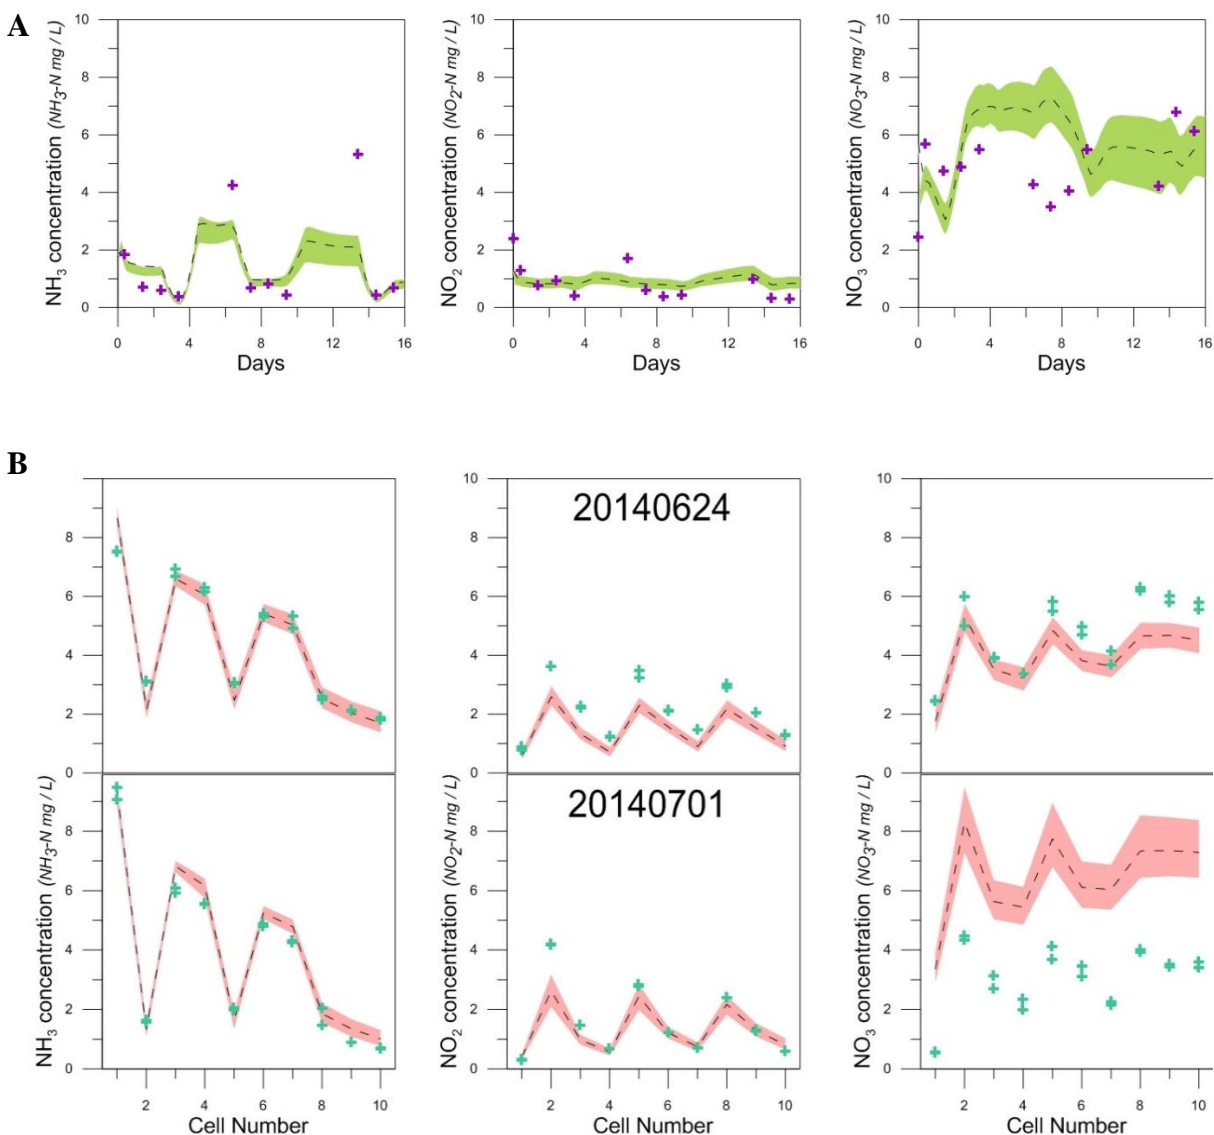 A
NH3 concentration (NH3-N mg / L)
10
8
6
4
2
0
0 4 8 12 16
Days
NO2 concentration (NO2-N mg / L)
10
8
6
4
2
0
0 4 8 12 16
Days
NO3 concentration (NO3-N mg / L)
10
8
6
4
2
0
0 4 8 12 16
Days
B
8
6
4
2
0
10
8
6
4
2
0
20140624
8
6
4
2
0
NH3 concentration (NH3-N mg / L)
8
6
4
2
0
2 4 6 8 10
Cell Number
NO2 concentration (NO2-N mg / L)
8
6
4
2
0
20140701
2 4 6 8 10
Cell Number
NO3 concentration (NO3-N mg / L)
8
6
4
2
0
2 4 6 8 10
Cell Number